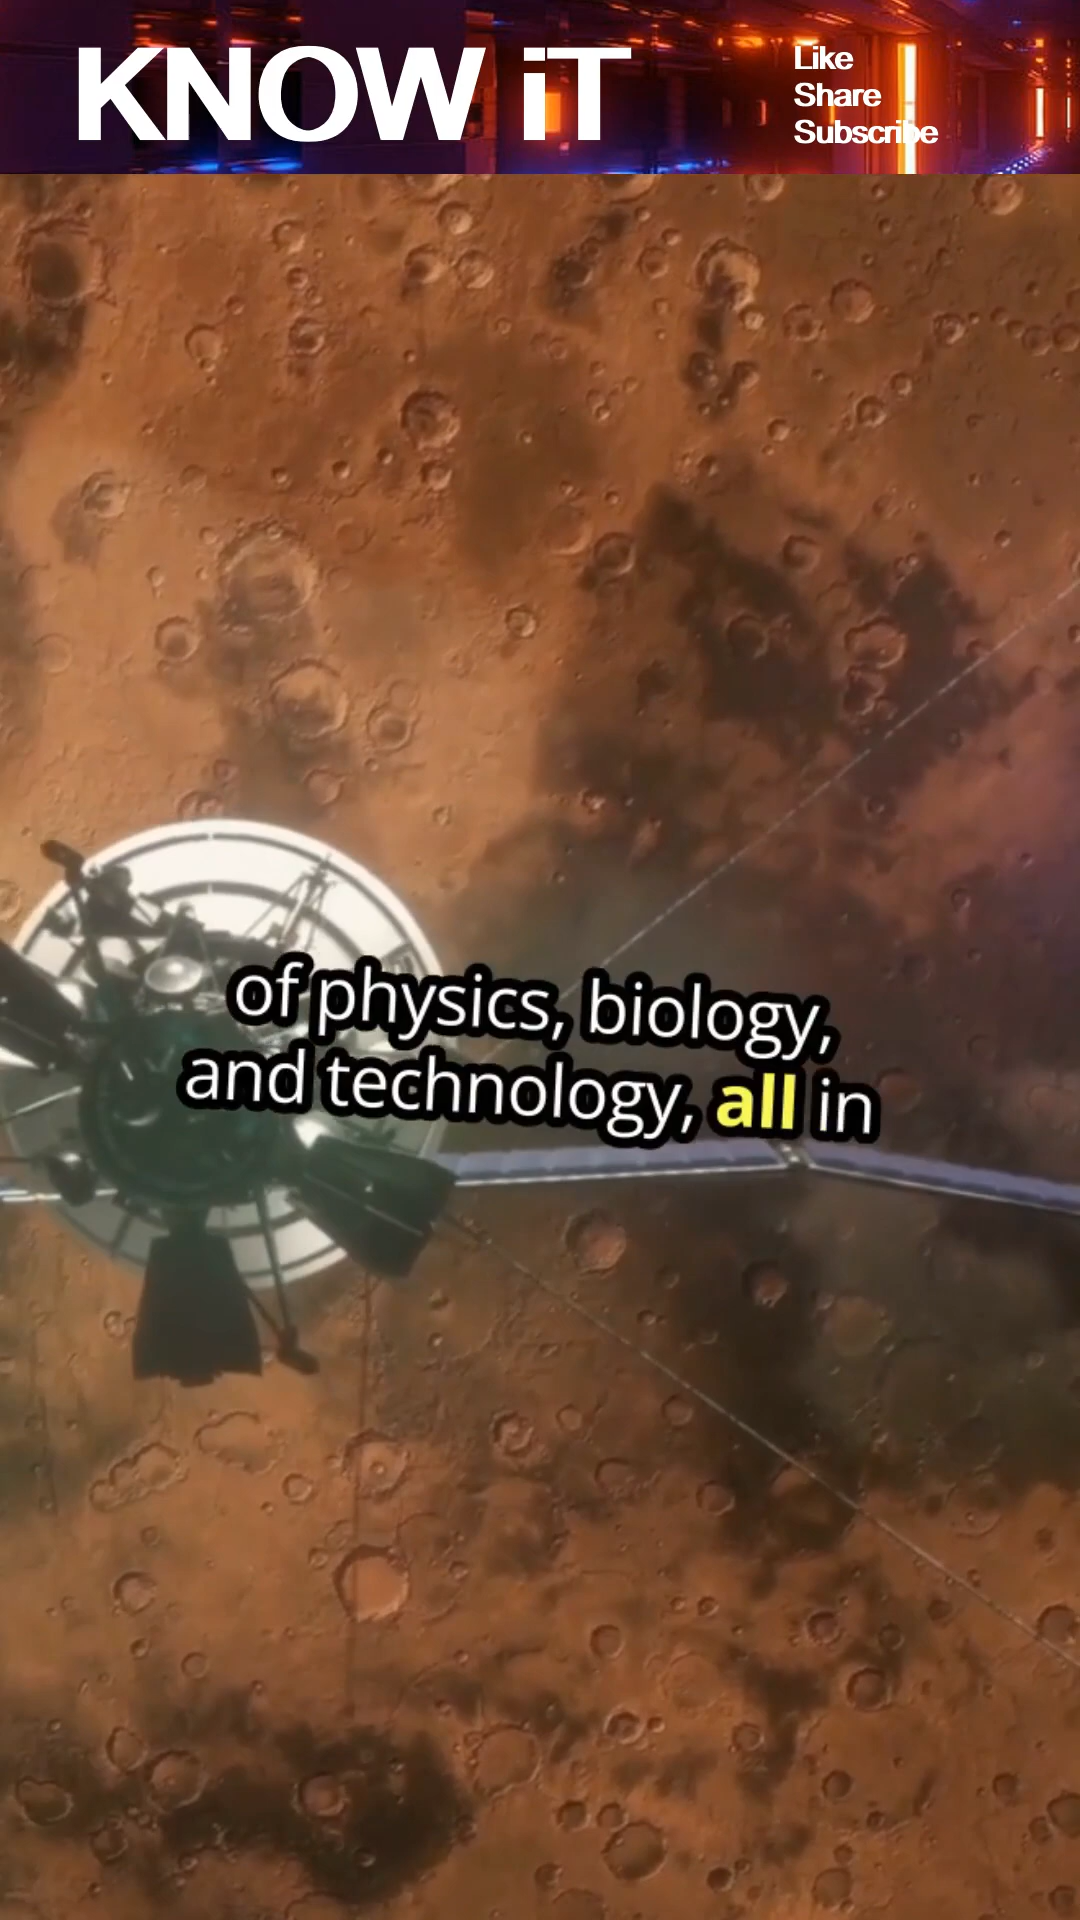 KNOW iT
Like
Share
Subscribe
of physics, biology,
and technology, all in